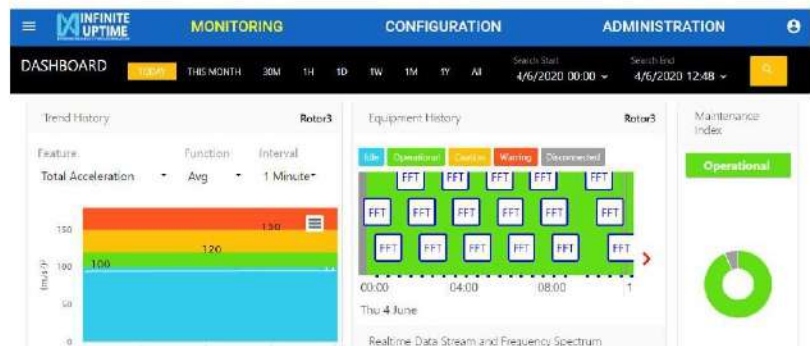 INFINITE UPTIME
MONITORING
CONFIGURATION
ADMINISTRATION
DASHBOARD
TODAY
THIS MONTH
30M
1H
1D
1W
1M
1Y
All
Search Start
4/6/2020 00:00
Search End
4/6/2020 12:48
Trend History
Rotor3
Feature
Function
Interval
Total Acceleration
Avg
1 Minute
150
100
50
0
(m/s²)²
100
120
150
Equipment History
Rotor3
Idle
Operational
Caution
Warning
Disconnected
FFT FFT FFT FFT FFT
FFT FFT FFT FFT FFT FFT
FFT FFT FFT FFT FFT FFT
00:00
04:00
08:00
1
Thu 4 June
Realtime Data Stream and Frequency Spectrum
Maintenance
Index
Operational